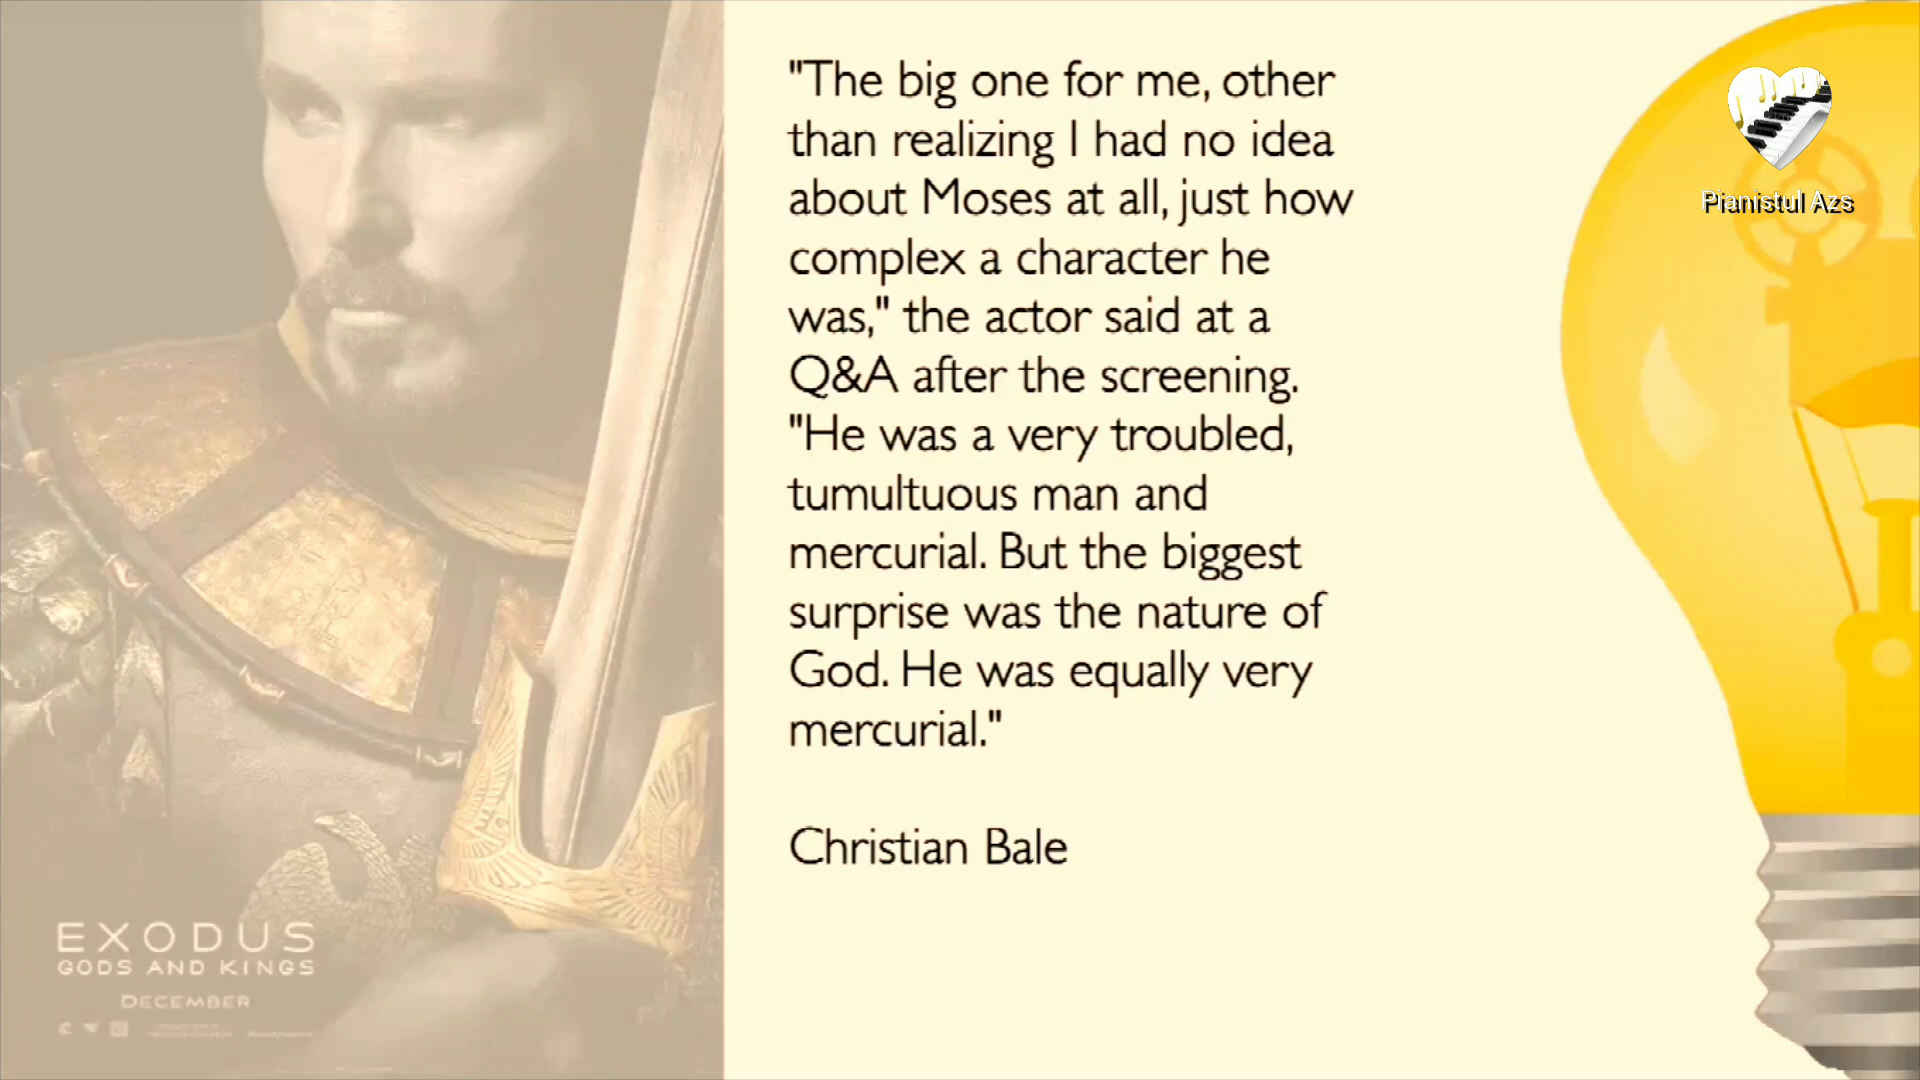 "The big one for me, other
than realizing I had no idea
about Moses at all, just how
complex a character he
was," the actor said at a
Q&A after the screening.
"He was a very troubled,
tumultuous man and
mercurial. But the biggest
surprise was the nature of
God. He was equally very
mercurial."
Christian Bale
Pianistul Azs
EXODUS
GODS AND KINGS
DECEMBER